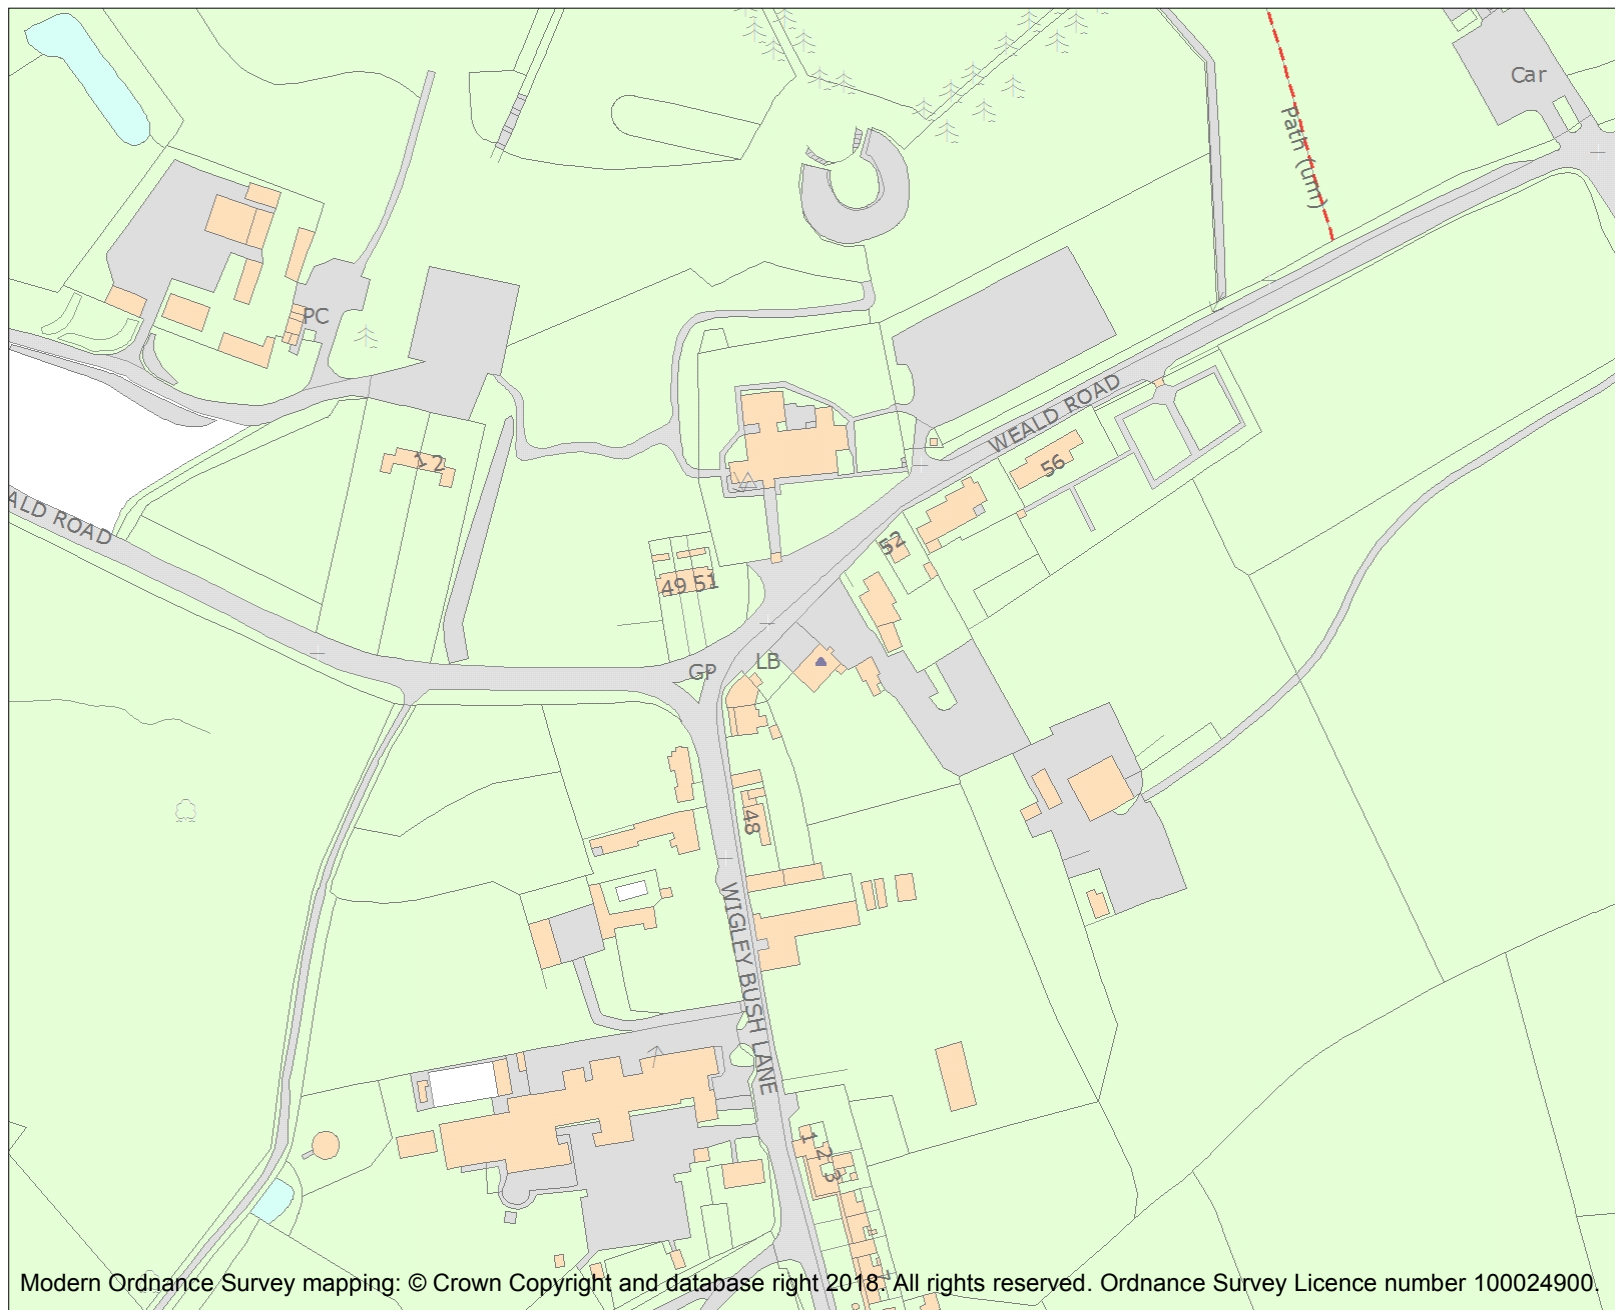 Car
Path (um)
PC
WEALD ROAD
1 2
56
ALD ROAD
52
49 51
LB
GP
48
WIGLEY BUSH LANE
1 2 3
7
Modern Ordnance Survey mapping: © Crown Copyright and database right 2018. All rights reserved. Ordnance Survey Licence number 100024900.